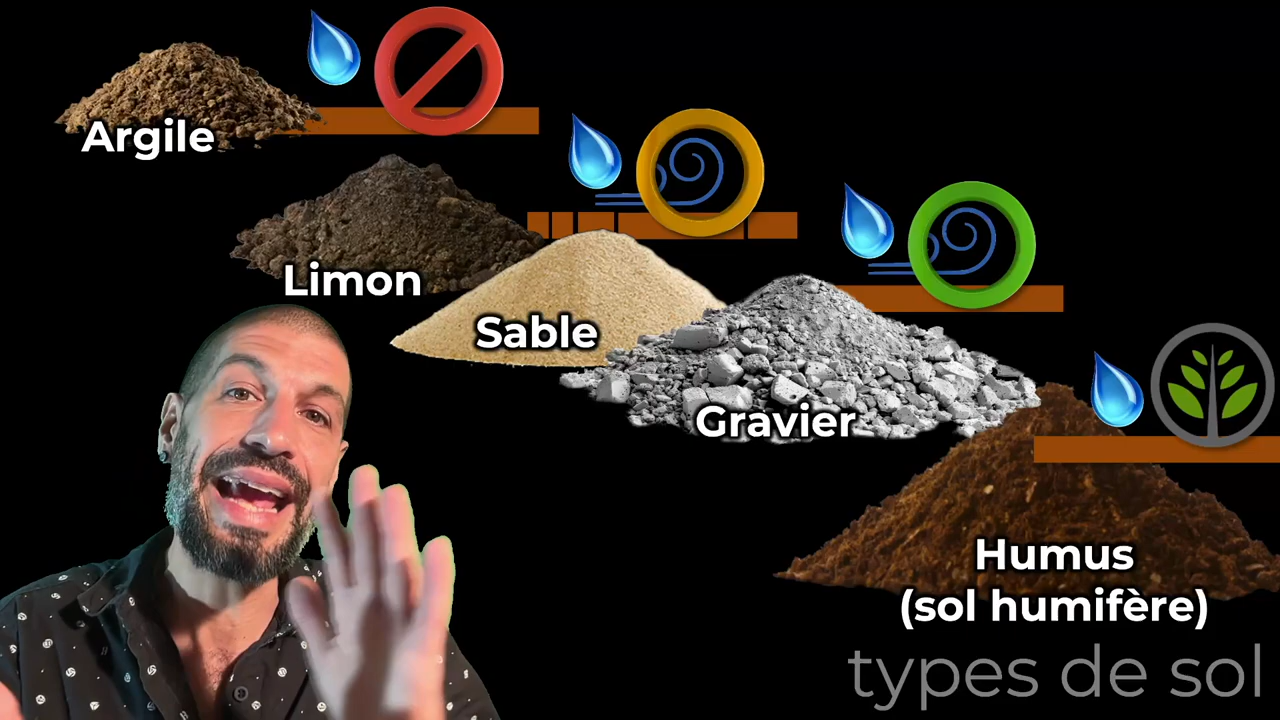 Argile
Limon
Sable
Gravier
Humus
(sol humifère)
types de sol